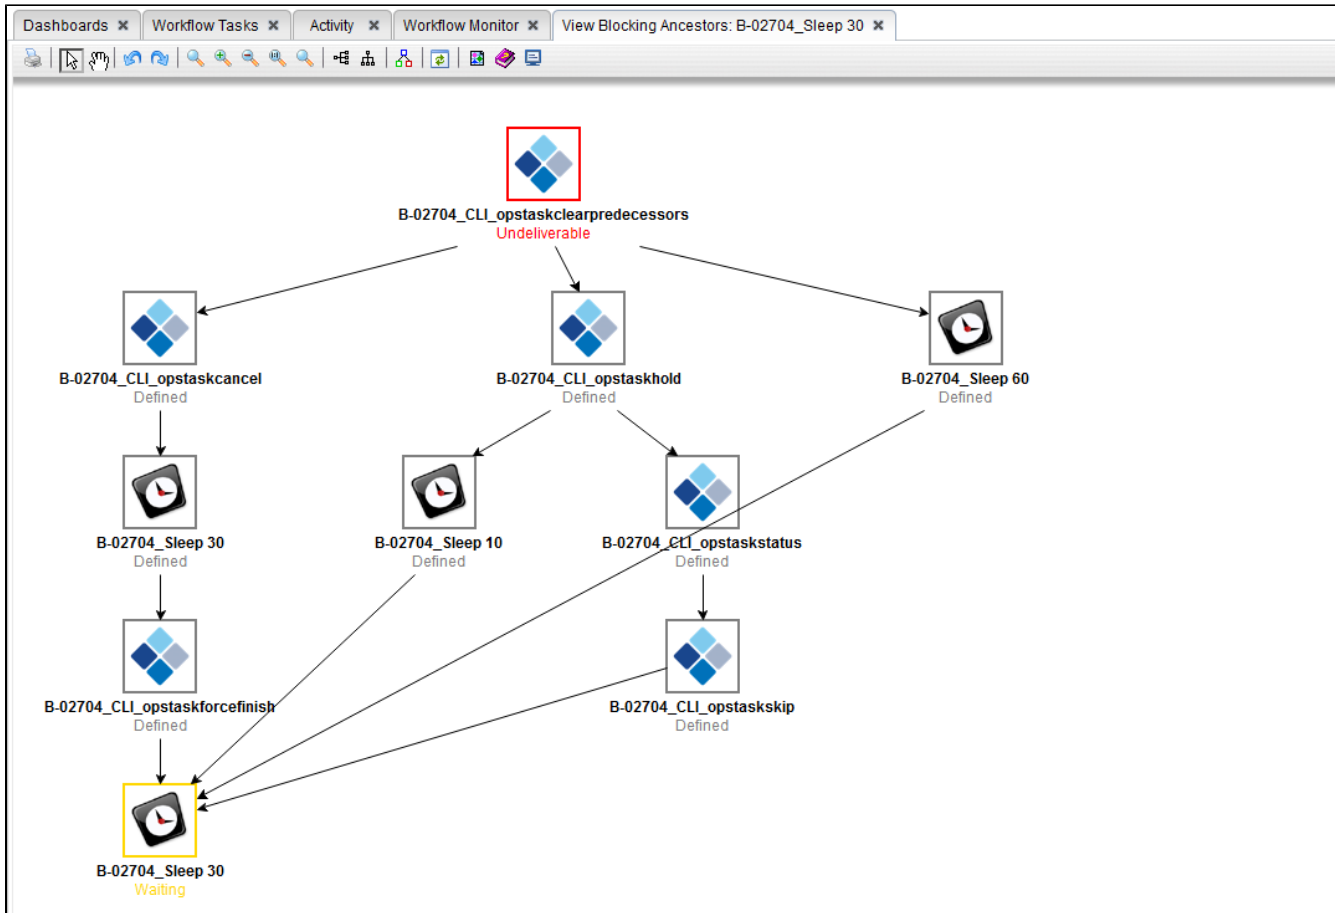 Dashboards
Workflow Tasks
Activity
Workflow Monitor
View Blocking Ancestors: B-02704_Sleep 30
B-02704_CLI_opstaskclearpredecessors
Undeliverable
B-02704_CLI_opstaskcancel
Defined
B-02704_CLI_opstaskhold
Defined
B-02704_Sleep 60
Defined
B-02704_Sleep 30
Defined
B-02704_Sleep 10
Defined
B-02704_CLI_opstaskstatus
Defined
B-02704_CLI_opstaskforcefinish
Defined
B-02704_CLI_opstaskskip
Defined
B-02704_Sleep 30
Waiting